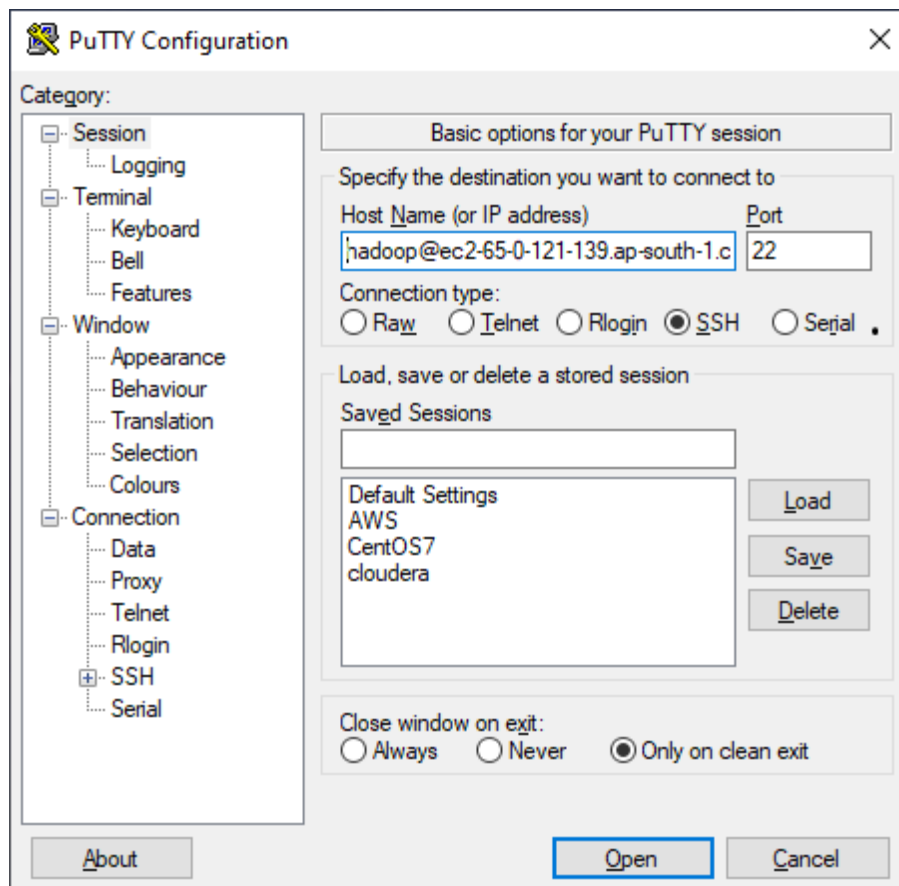 PuTTY Configuration
Category:
Session
Logging
Terminal
Keyboard
Bell
Features
Window
Appearance
Behaviour
Translation
Selection
Colours
Connection
Data
Proxy
Telnet
Rlogin
SSH
Serial
Basic options for your PuTTY session
Specify the destination you want to connect to
Host Name (or IP address) Port
hadoop@ec2-65-0-121-139.ap-south-1.c 22
Connection type:
Raw Telnet Rlogin SSH Serial
Load, save or delete a stored session
Saved Sessions
Default Settings
AWS
CentOS7
cloudera
Load
Save
Delete
Close window on exit:
Always Never Only on clean exit
About Open Cancel